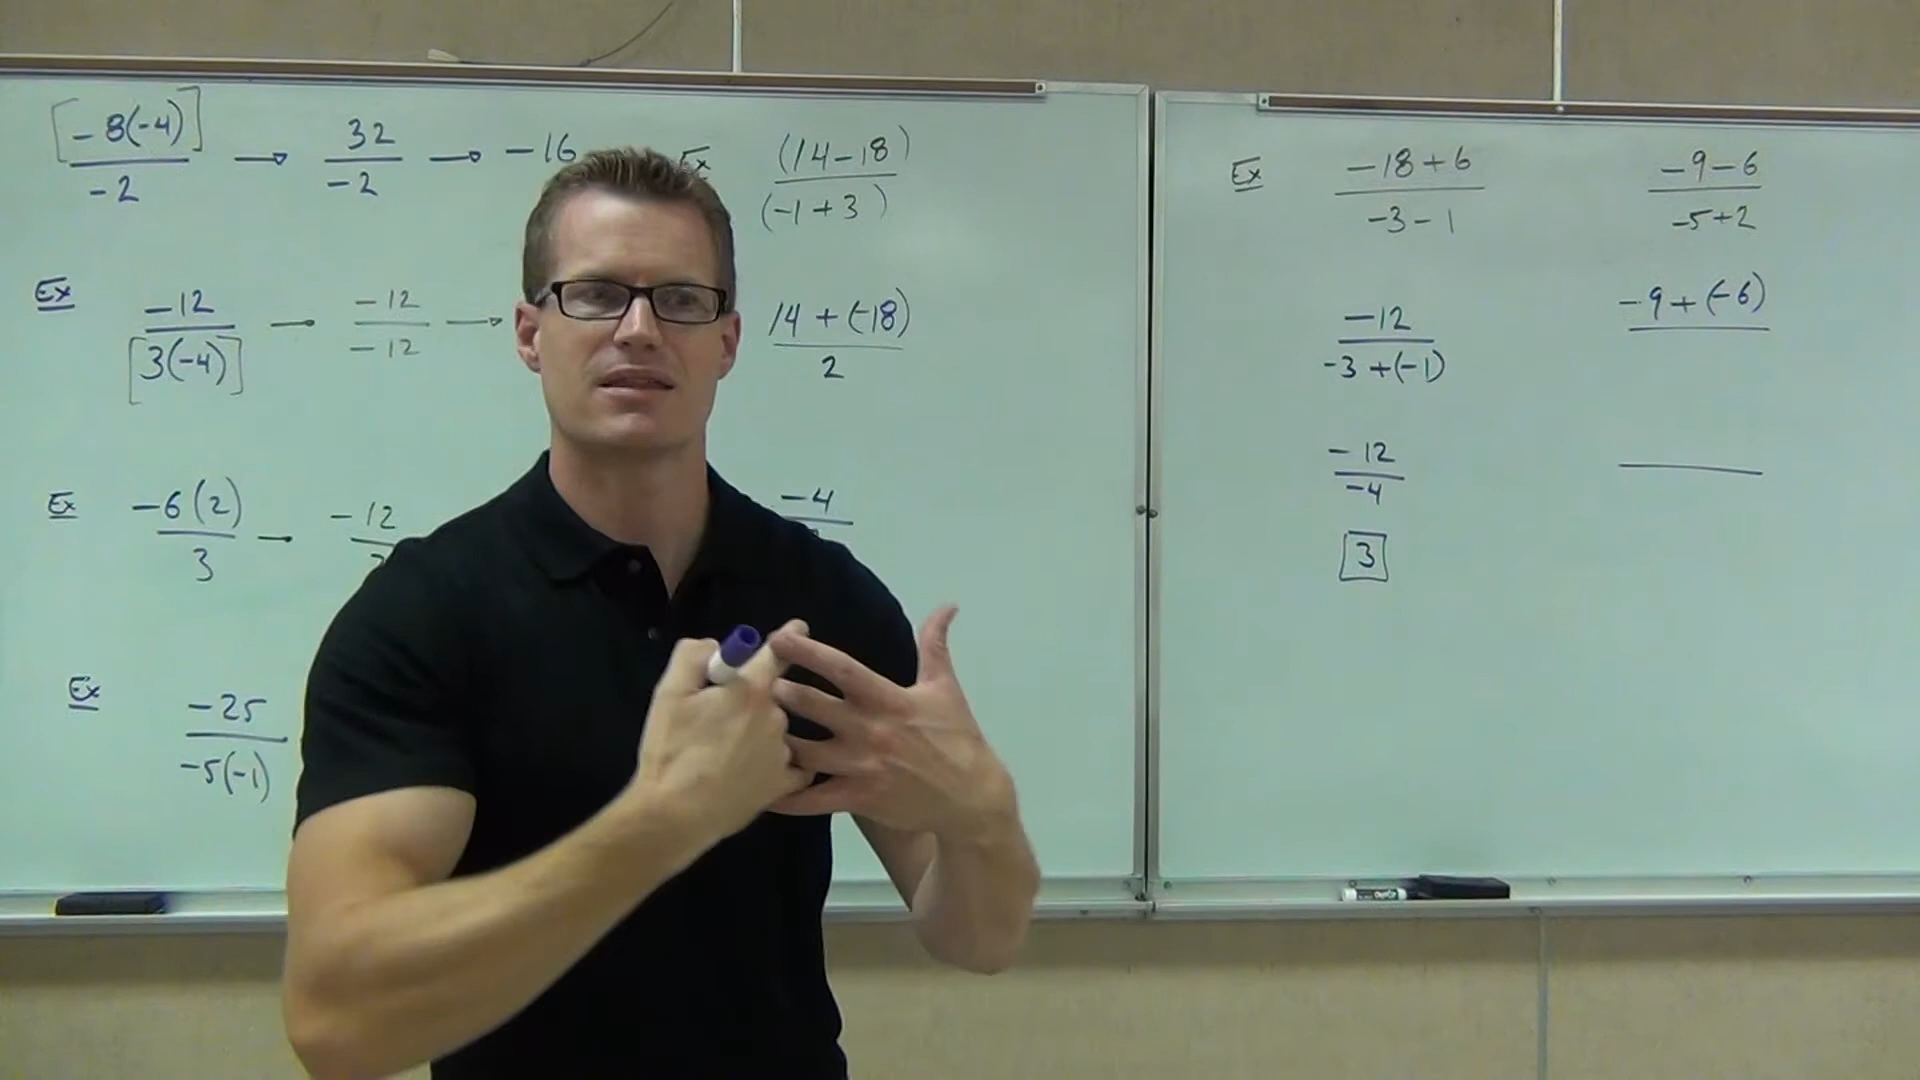 [-8(-4)] / -2 → 32 / -2 → -16
Ex -12 / [3(-4)] → -12 / -12 →
Ex -6(2) / 3 → -12
Ex -25 / -5(-1)
Ex (14-18) / (-1+3)
14+(-18) / 2
-4
Ex -18+6 / -3-1
-12 / -3+(-1)
-12 / -4
3
-9-6 / -5+2
-9+(-6)